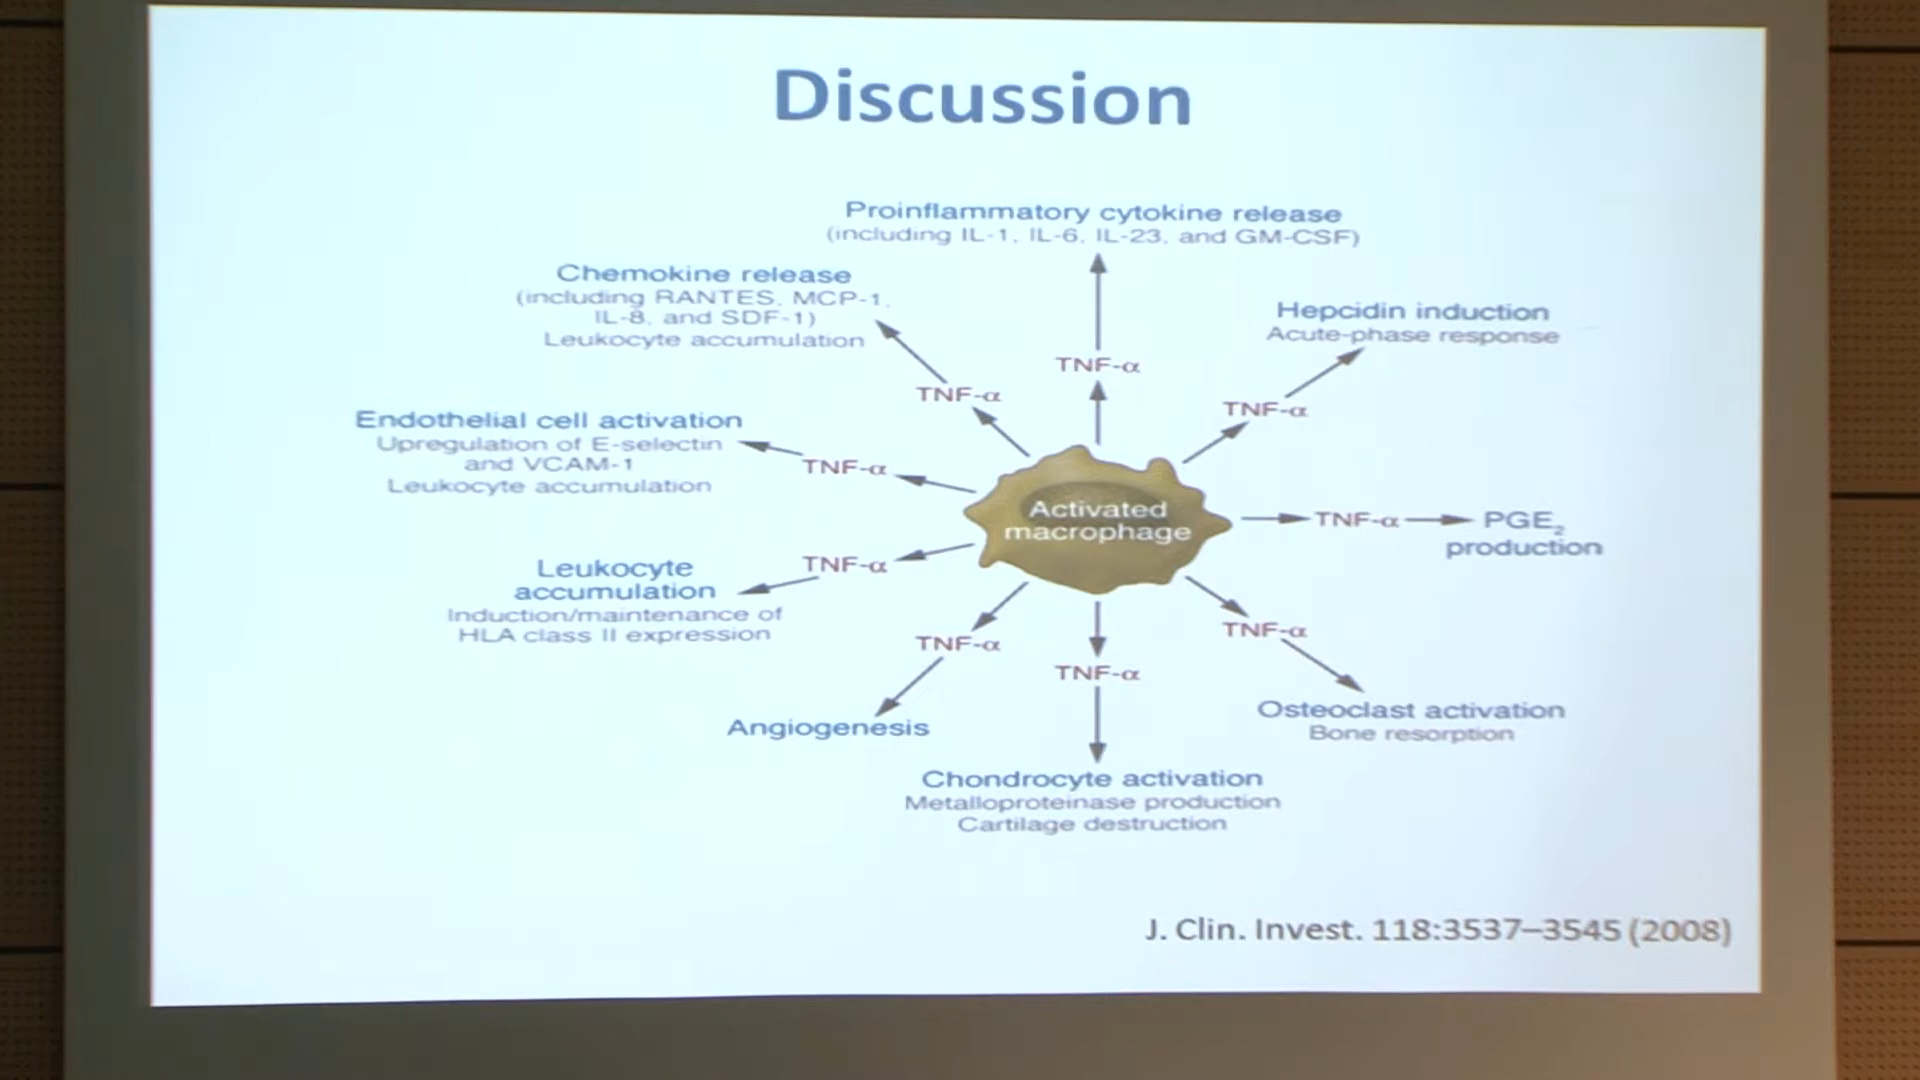 Discussion
Proinflammatory cytokine release
(including IL-1, IL-6, IL-23, and GM-CSF)
Chemokine release
(including RANTES, MCP-1,
IL-8, and SDF-1)
Leukocyte accumulation
Hepcidin induction
Acute-phase response
TNF-α
TNF-α
TNF-α
Endothelial cell activation
Upregulation of E-selectin
and VCAM-1
Leukocyte accumulation
TNF-α
Activated
macrophage
TNF-α
PGE₂
production
Leukocyte
accumulation
Induction/maintenance of
HLA class II expression
TNF-α
TNF-α
TNF-α
TNF-α
Angiogenesis
Chondrocyte activation
Metalloproteinase production
Cartilage destruction
Osteoclast activation
Bone resorption
J. Clin. Invest. 118:3537–3545 (2008)